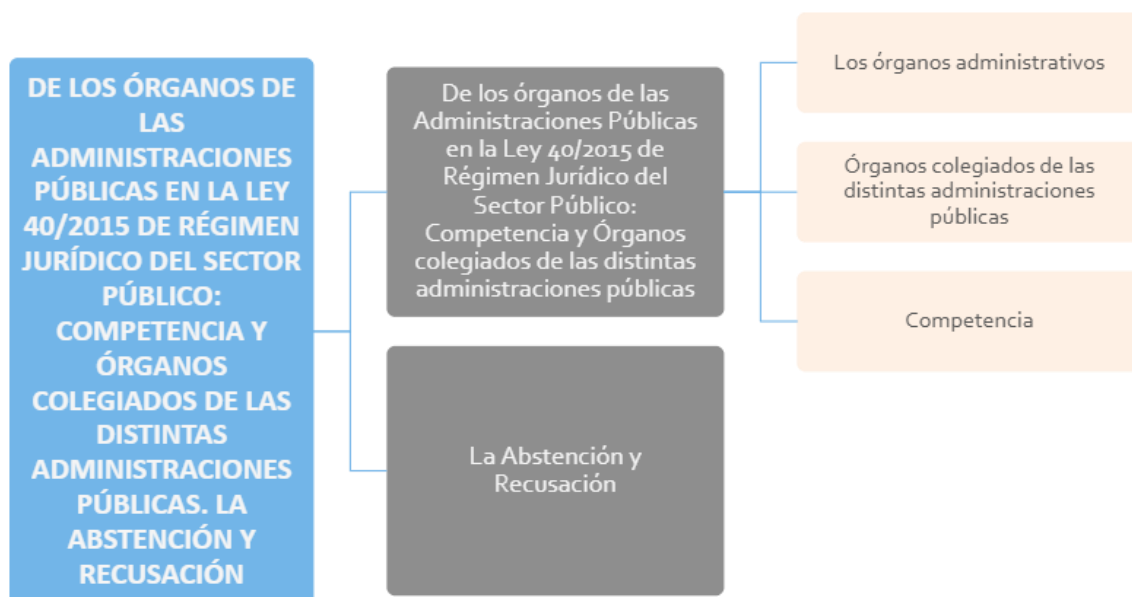 DE LOS ÓRGANOS DE
LAS
ADMINISTRACIONES
PÚBLICAS EN LA LEY
40/2015 DE RÉGIMEN
JURÍDICO DEL SECTOR
PÚBLICO:
COMPETENCIA Y
ÓRGANOS
COLEGIADOS DE LAS
DISTINTAS
ADMINISTRACIONES
PÚBLICAS. LA
ABSTENCIÓN Y
RECUSACIÓN
De los órganos de las
Administraciones Públicas
en la Ley 40/2015 de
Régimen Jurídico del
Sector Público:
Competencia y Órganos
colegiados de las distintas
administraciones públicas
Los órganos administrativos
Órganos colegiados de las
distintas administraciones
públicas
Competencia
La Abstención y
Recusación